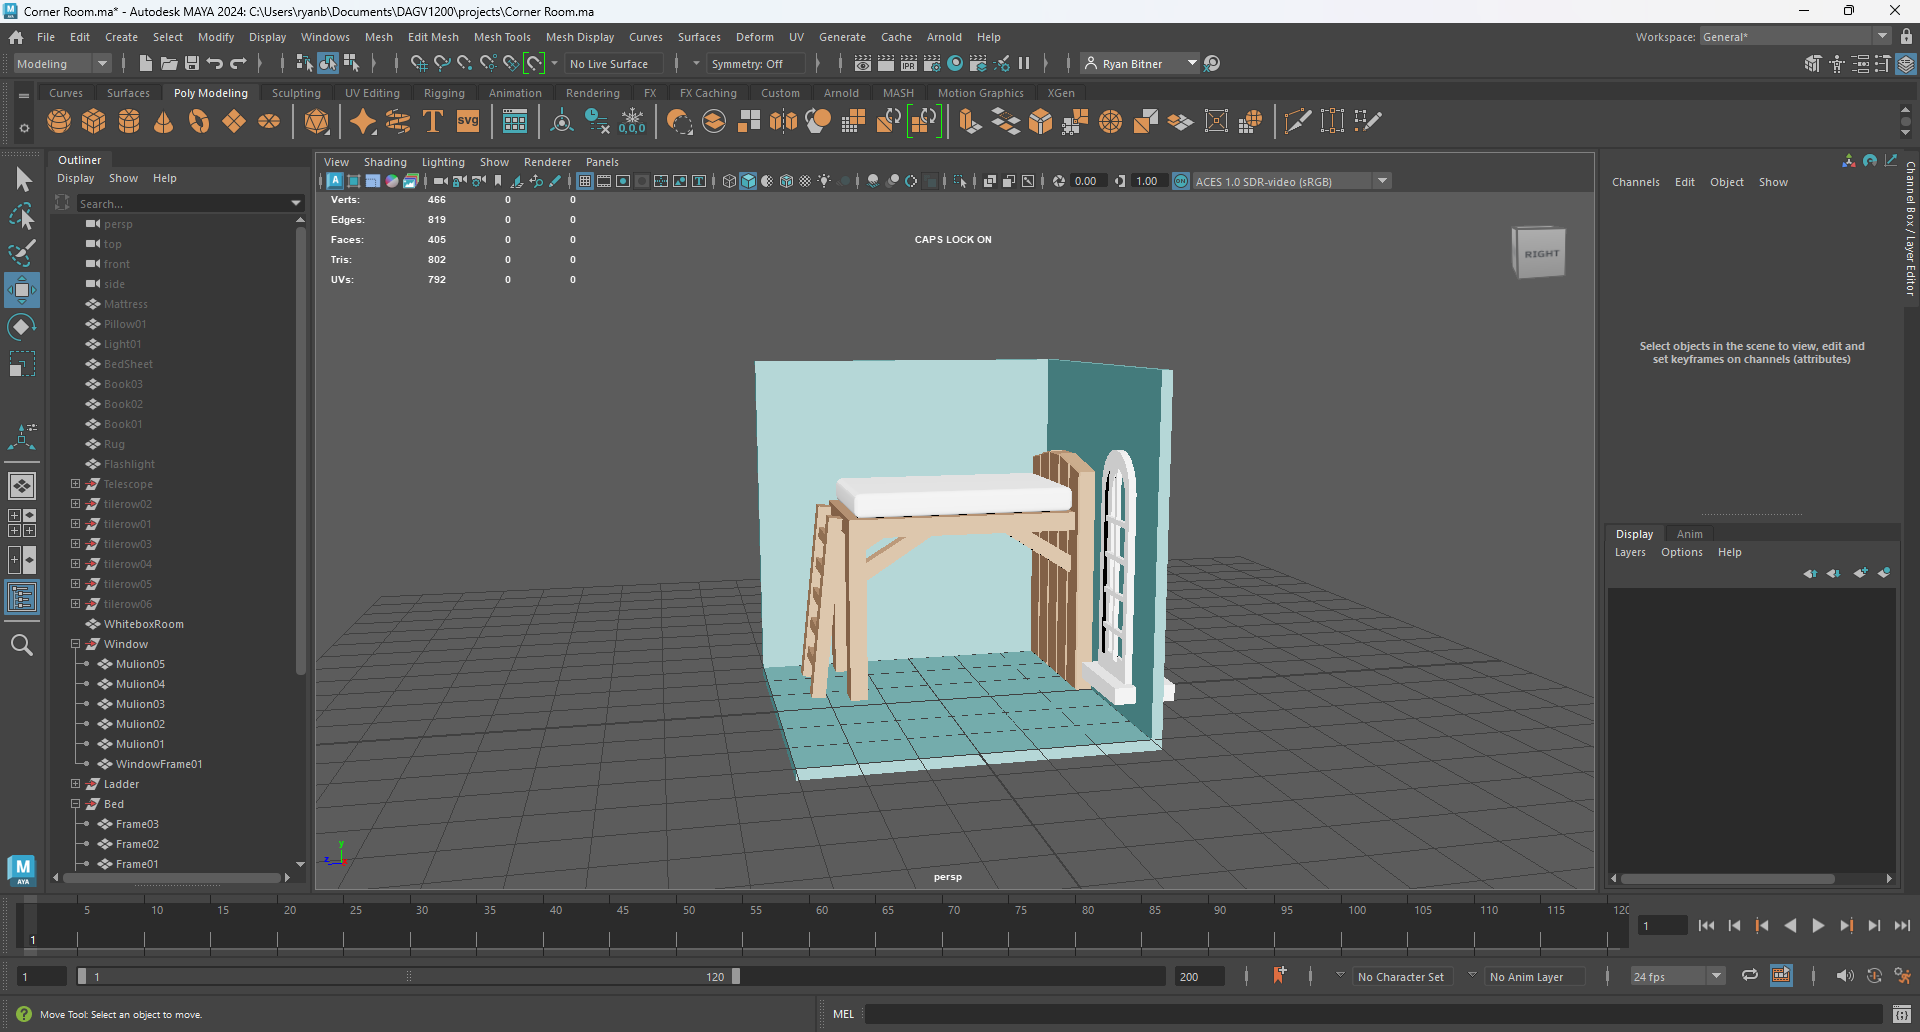 Corner Room.ma* - Autodesk MAYA 2024: C:\Users\ryanb\Documents\DAGV1200\projects\Corner Room.ma
File Edit Create Select Modify Display Windows Mesh Edit Mesh Mesh Tools Mesh Display Curves Surfaces Deform UV Generate Cache Arnold Help Workspace: General*
Modeling No Live Surface Symmetry: Off IPR Ryan Bitner
Curves Surfaces Poly Modeling Sculpting UV Editing Rigging Animation Rendering FX FX Caching Custom Arnold MASH Motion Graphics XGen
T svg 0,0,0
Outliner
Display Show Help
Search...
persp
top
front
side
Mattress
Pillow01
Light01
BedSheet
Book03
Book02
Book01
Rug
Flashlight
Telescope
tilerow02
tilerow01
tilerow03
tilerow04
tilerow05
tilerow06
WhiteboxRoom
Window
Mulion05
Mulion04
Mulion03
Mulion02
Mulion01
WindowFrame01
Ladder
Bed
Frame03
Frame02
Frame01
View Shading Lighting Show Renderer Panels
0.00 1.00 ACES 1.0 SDR-video (sRGB)
Verts: 466 0 0
Edges: 819 0 0
Faces: 405 0 0
Tris: 802 0 0
UVs: 792 0 0
CAPS LOCK ON
RIGHT
y
z x
persp
Channels Edit Object Show
Channel Box / Layer Editor
Select objects in the scene to view, edit and
set keyframes on channels (attributes)
Display Anim
Layers Options Help
M
AYA
5 10 15 20 25 30 35 40 45 50 55 60 65 70 75 80 85 90 95 100 105 110 115 120
1
1
1 1 120 200 No Character Set No Anim Layer 24 fps
Move Tool: Select an object to move. MEL